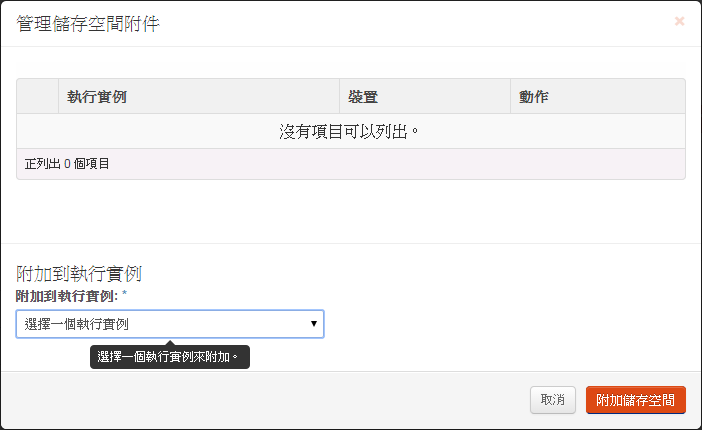 管理儲存空間附件
×
執行實例 裝置 動作
沒有項目可以列出。
正列出 0 個項目
附加到執行實例
附加到執行實例: *
選擇一個執行實例
選擇一個執行實例來附加。
取消 附加儲存空間